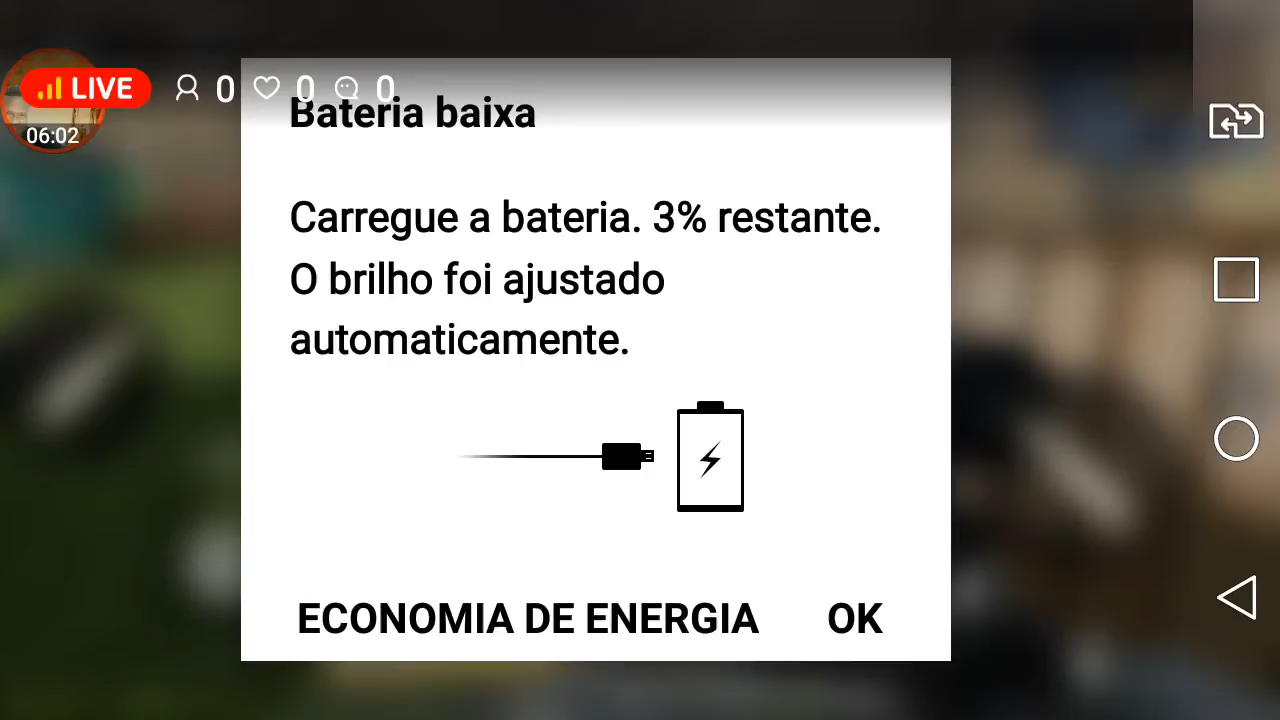 LIVE 0 0 0
06:02
Bateria baixa
Carregue a bateria. 3% restante.
O brilho foi ajustado
automaticamente.
ECONOMIA DE ENERGIA OK